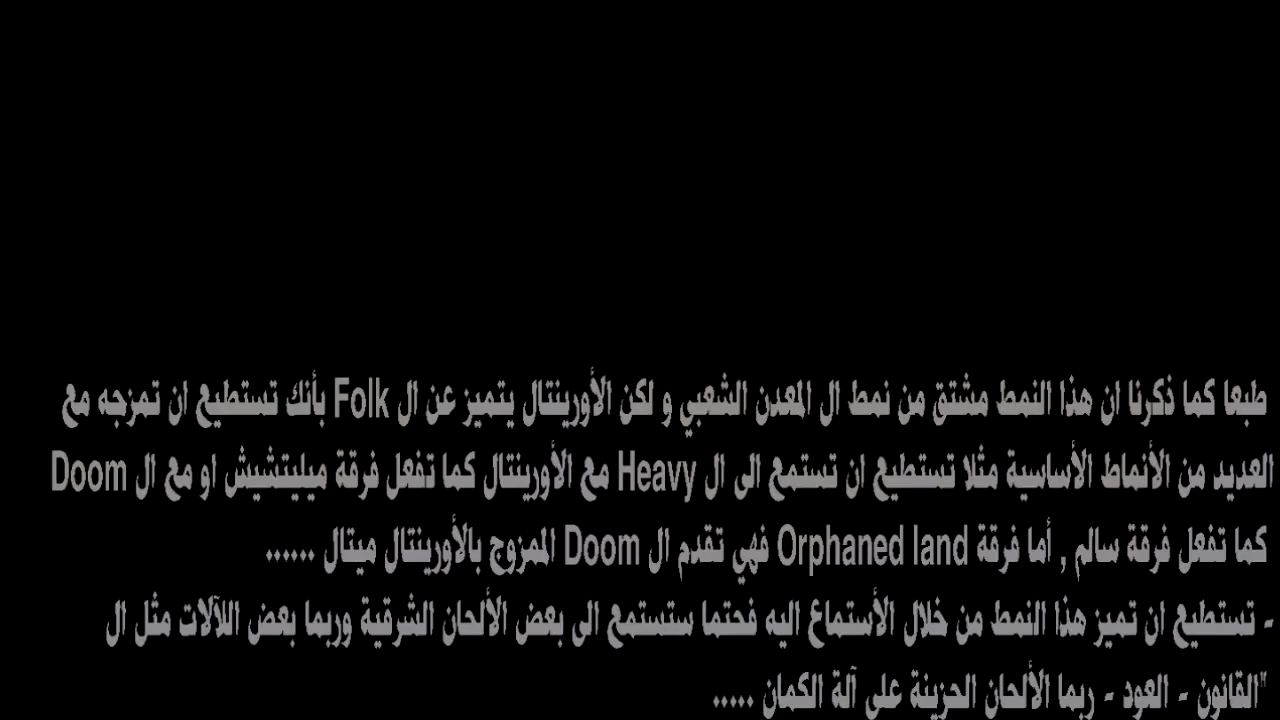 طبعا كما ذكرنا ان هذا النمط مشتق من نمط ال المعدن الشعبي و لكن الأورينتال يتميز عن ال Folk بأنك تستطيع ان تمزجه مع
العديد من الأنماط الأساسية مثلا تستطيع ان تستمع الى ال Heavy مع الأورينتال كما تفعل فرقة ميليتشيش او مع ال Doom
كما تفعل فرقة سالم , أما فرقة Orphaned land فهي تقدم ال Doom الممزوج بالأورينتال ميتال ......
- تستطيع ان تميز هذا النمط من خلال الأستماع اليه فحتما ستستمع الى بعض الألحان الشرقية وربما بعض اللآلات مثل ال
"القانون - العود - ربما الألحان الحزينة على آلة الكمان .....